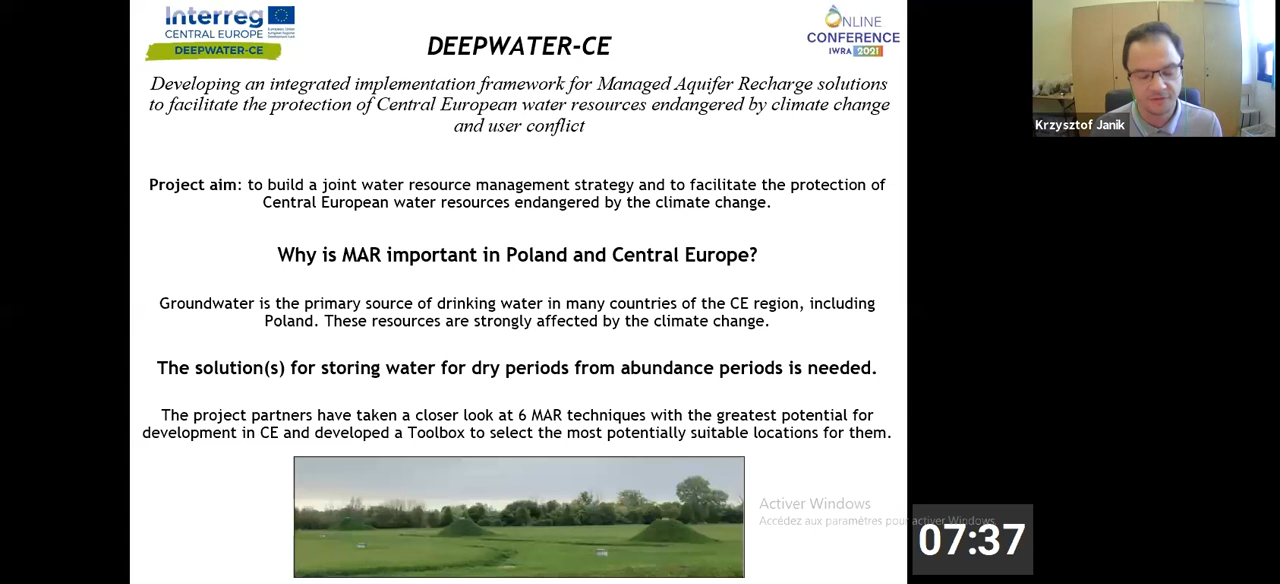 Interreg
CENTRAL EUROPE
DEEPWATER-CE
ONLINE
CONFERENCE
IWRA 2021
DEEPWATER-CE
Developing an integrated implementation framework for Managed Aquifer Recharge solutions
to facilitate the protection of Central European water resources endangered by climate change
and user conflict
Krzysztof Janik
Project aim: to build a joint water resource management strategy and to facilitate the protection of
Central European water resources endangered by the climate change.
Why is MAR important in Poland and Central Europe?
Groundwater is the primary source of drinking water in many countries of the CE region, including
Poland. These resources are strongly affected by the climate change.
The solution(s) for storing water for dry periods from abundance periods is needed.
The project partners have taken a closer look at 6 MAR techniques with the greatest potential for
development in CE and developed a Toolbox to select the most potentially suitable locations for them.
Activer Windows
Accédez aux paramètres pour activer Windows.
07:37